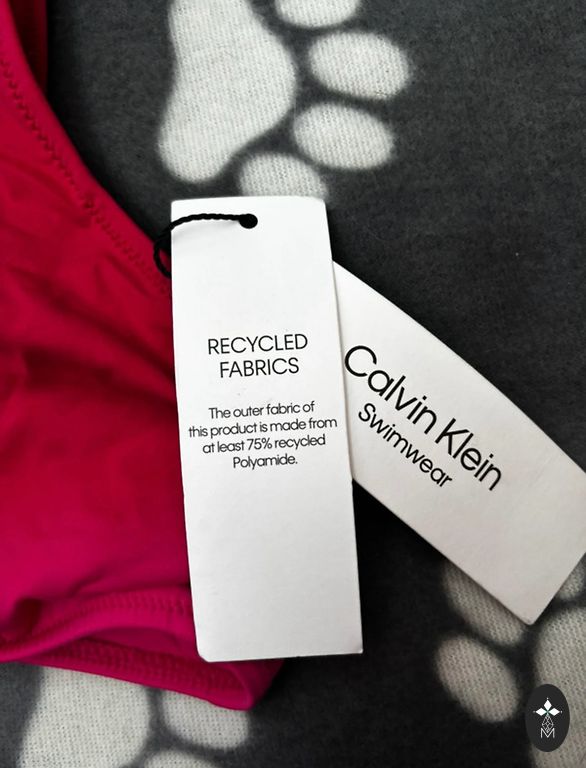 RECYCLED
FABRICS
The outer fabric of
this product is made from
at least 75% recycled
Polyamide.
Calvin Klein
Swimwear
M